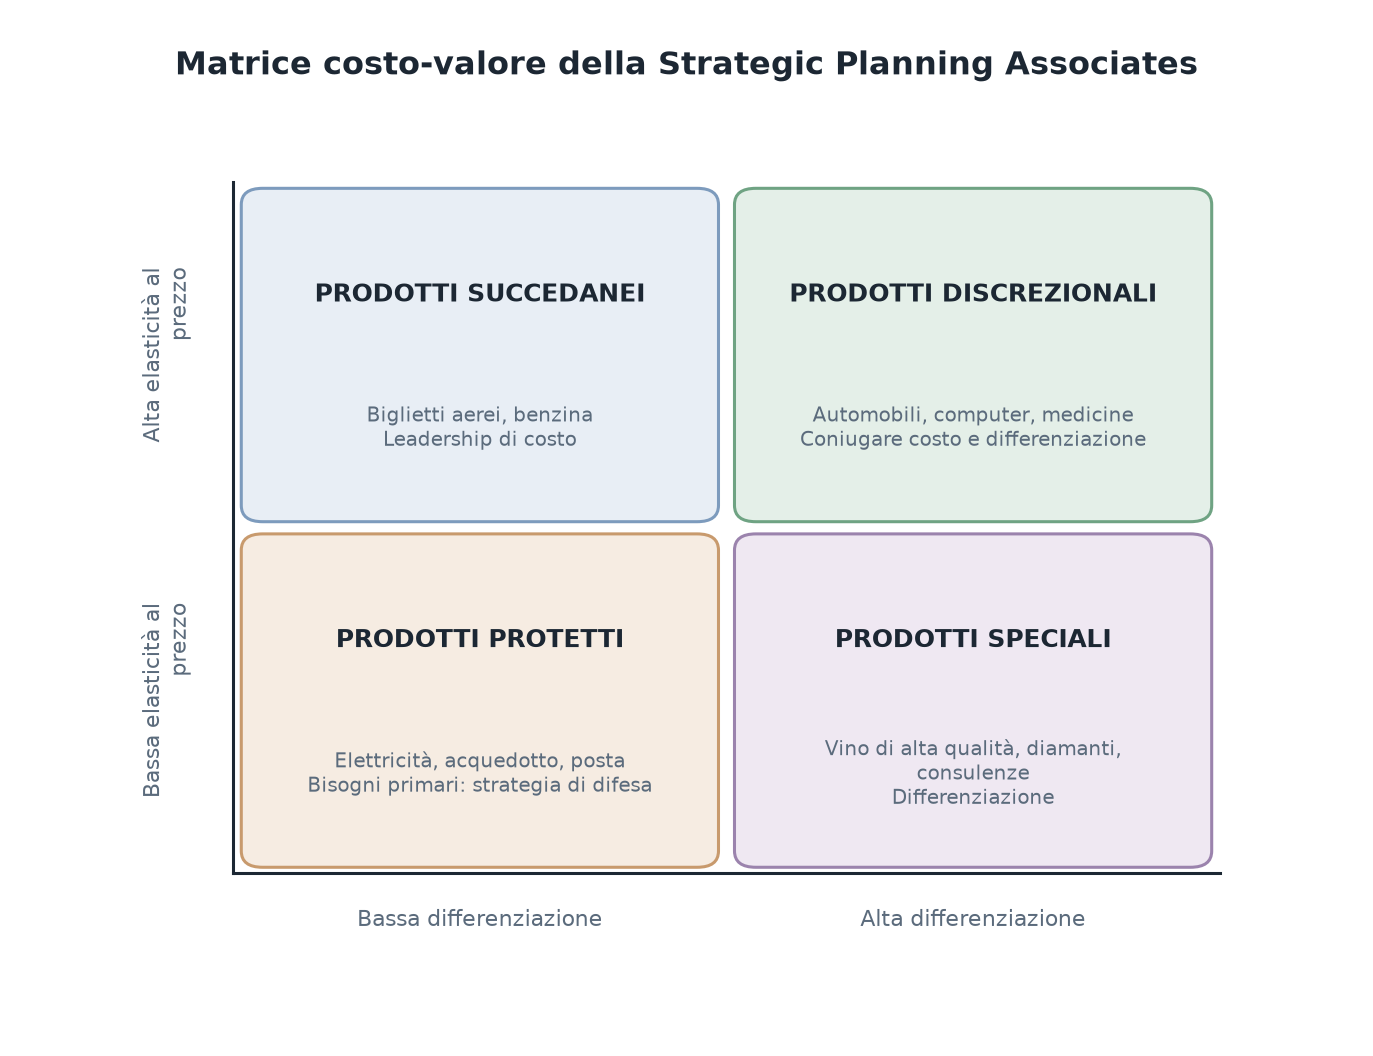 Matrice costo-valore della Strategic Planning Associates
Alta elasticità al
prezzo
PRODOTTI SUCCEDANEI
Biglietti aerei, benzina
Leadership di costo
PRODOTTI DISCREZIONALI
Automobili, computer, medicine
Coniugare costo e differenziazione
Bassa elasticità al
prezzo
PRODOTTI PROTETTI
Elettricità, acquedotto, posta
Bisogni primari: strategia di difesa
PRODOTTI SPECIALI
Vino di alta qualità, diamanti,
consulenze
Differenziazione
Bassa differenziazione
Alta differenziazione